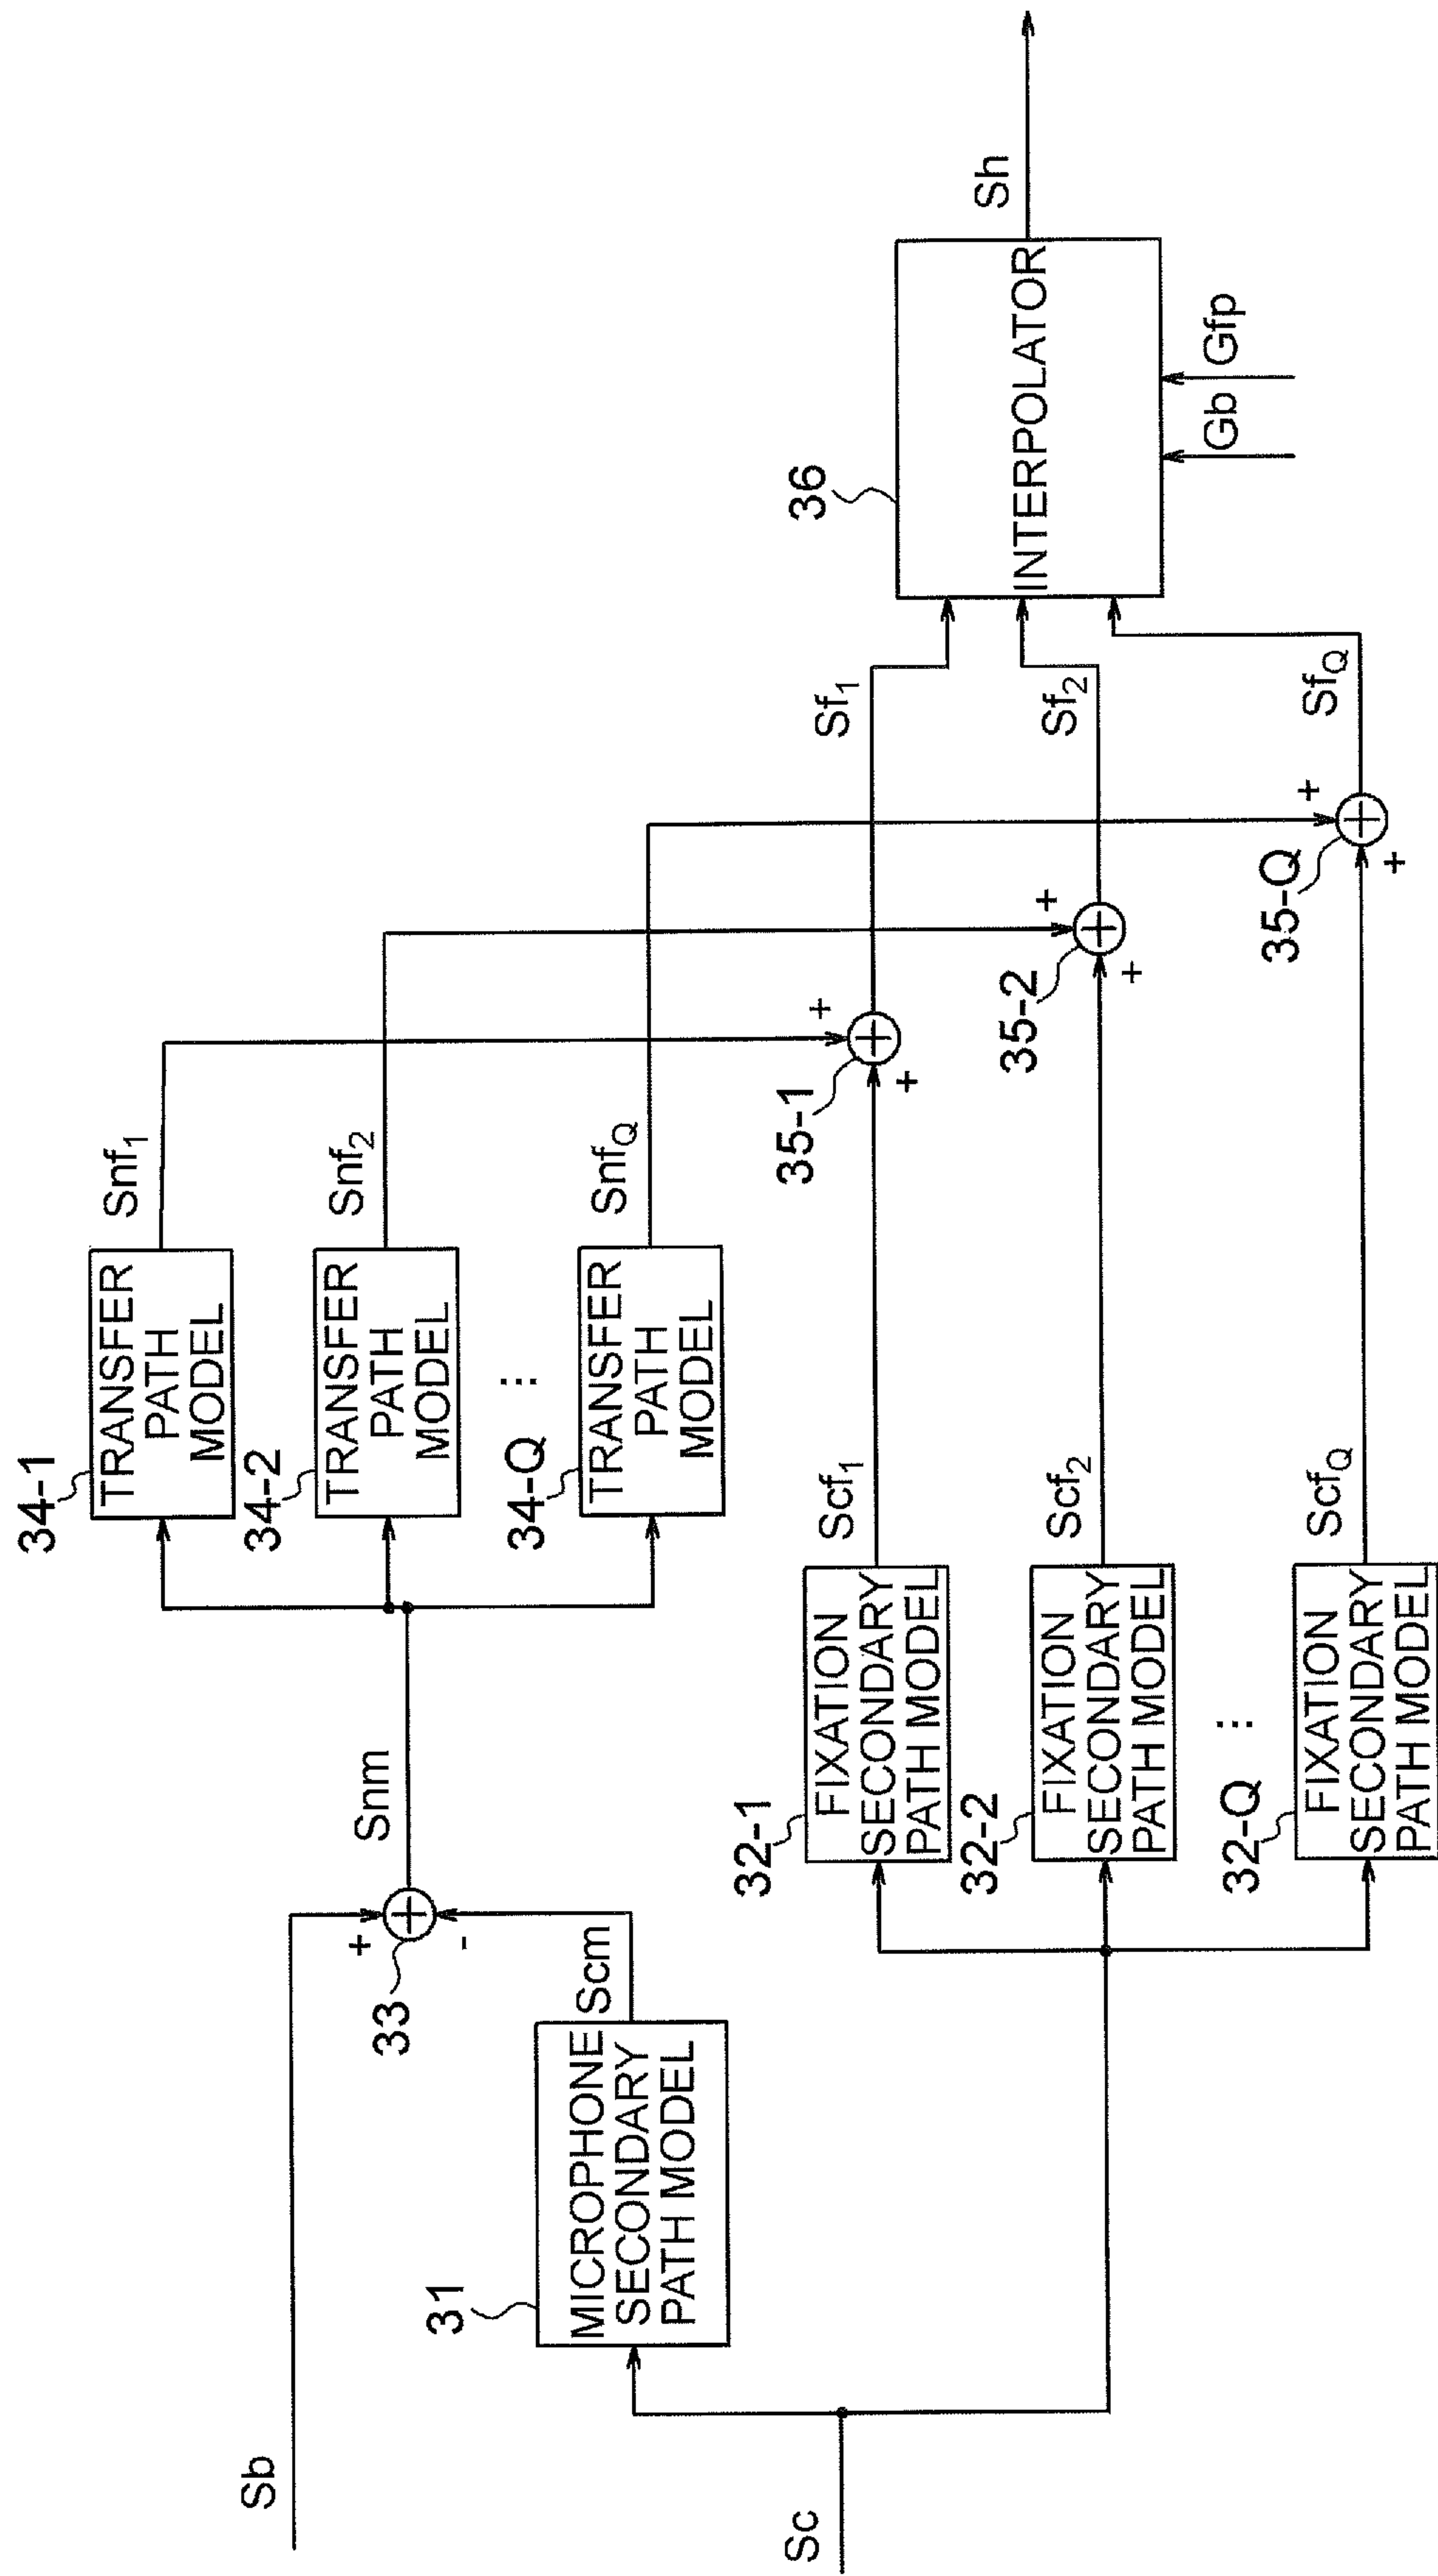 Sb
Sc
31
MICROPHONE
SECONDARY
PATH MODEL
Scm
33
+
-
Snm
34-1
TRANSFER
PATH
MODEL
Snf1
34-2
TRANSFER
PATH
MODEL
Snf2
⋮
34-Q
TRANSFER
PATH
MODEL
SnfQ
32-1
FIXATION
SECONDARY
PATH MODEL
Scf1
32-2
FIXATION
SECONDARY
PATH MODEL
Scf2
⋮
32-Q
FIXATION
SECONDARY
PATH MODEL
ScfQ
35-1
+
+
Sf1
35-2
+
+
Sf2
35-Q
+
+
SfQ
36
INTERPOLATOR
Gb
Gfp
Sh